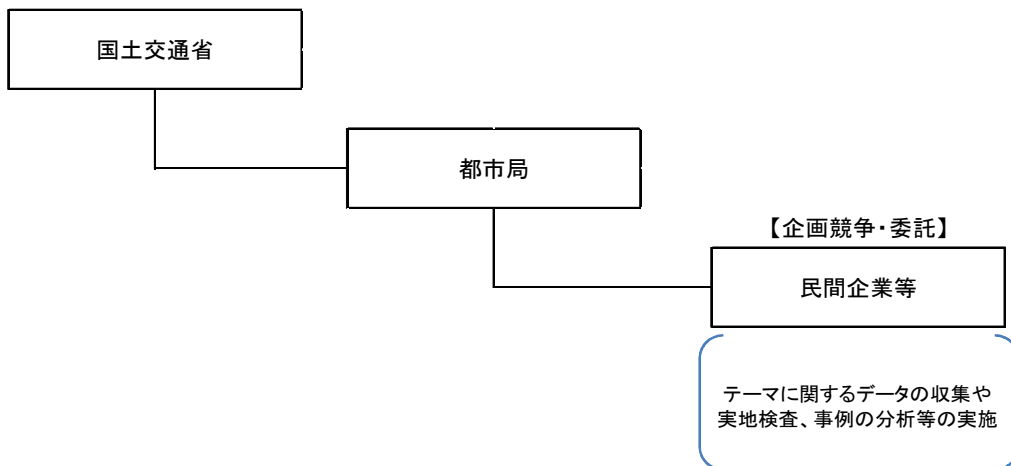 国土交通省
都市局
【企画競争・委託】
民間企業等
テーマに関するデータの収集や
実地検査、事例の分析等の実施